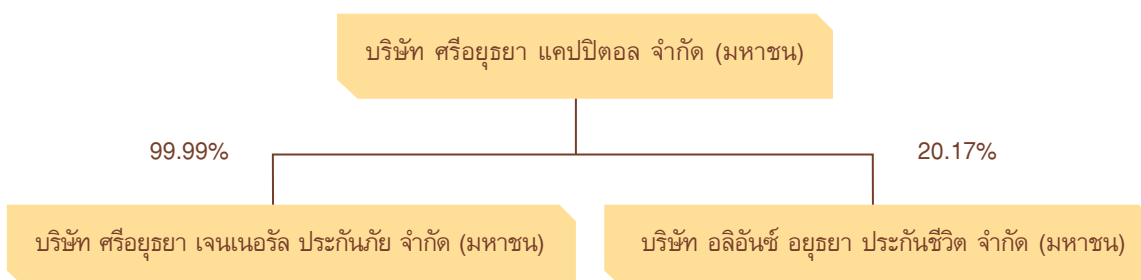 บริษัท ศรีอยุธยา แคปปิตอล จำกัด (มหาชน)
99.99%
20.17%
บริษัท ศรีอยุธยา เจนเนอรัล ประกันภัย จำกัด (มหาชน)
บริษัท อลิอันซ์ อยุธยา ประกันชีวิต จำกัด (มหาชน)